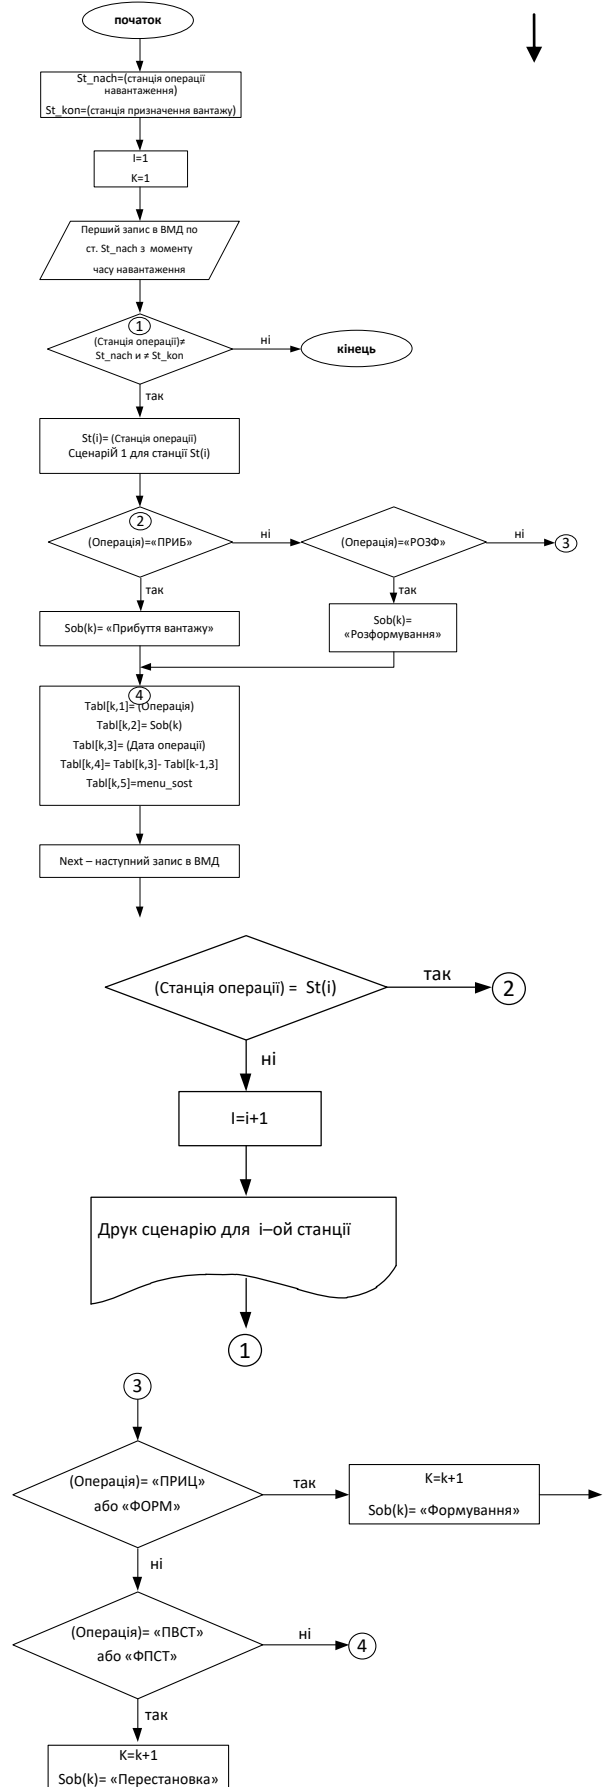 початок
St_nach=(станція операції
навантаження)
St_kon=(станція призначення вантажу)
I=1
K=1
Перший запис в ВМД по
ст. St_nach з моменту
часу навантаження
1
(Станція операції)≠
St_nach и ≠ St_kon
ні
кінець
так
St(i)= (Станція операції)
СценаріЙ 1 для станції St(i)
2
(Операція)=«ПРИБ»
ні
(Операція)=«РОЗФ»
ні
3
так
так
Sob(k)= «Прибуття вантажу»
Sob(k)=
«Розформування»
4
Tabl[k,1]= (Операція)
Tabl[k,2]= Sob(k)
Tabl[k,3]= (Дата операції)
Tabl[k,4]= Tabl[k,3]- Tabl[k-1,3]
Tabl[k,5]=menu_sost
Next – наступний запис в ВМД
(Станція операції) = St(i)
так
2
ні
I=i+1
Друк сценарію для i–ой станції
1
3
(Операція)= «ПРИЦ»
або «ФОРМ»
так
K=k+1
Sob(k)= «Формування»
ні
(Операція)= «ПВСТ»
або «ФПСТ»
ні
4
так
K=k+1
Sob(k)= «Перестановка»